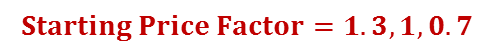 Starting Price Factor = 1.3, 1, 0.7